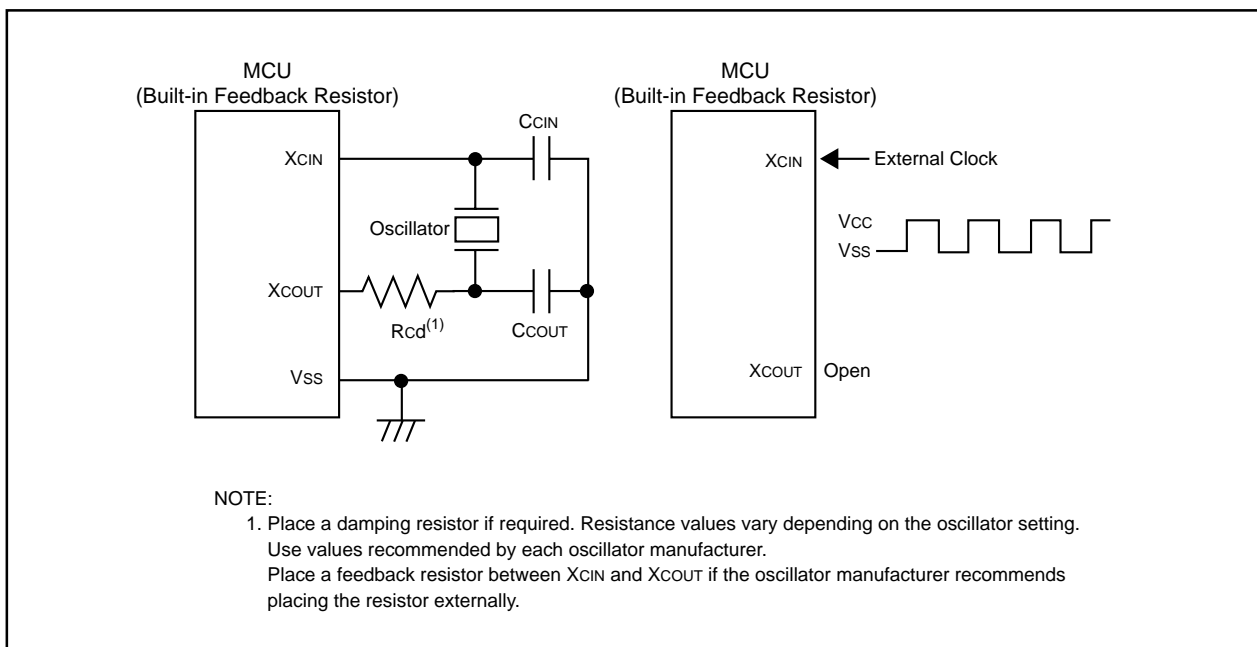 MCU
(Built-in Feedback Resistor)
XCIN
CCIN
Oscillator
XCOUT
RCd(1)
CCOUT
VSS
MCU
(Built-in Feedback Resistor)
XCIN
External Clock
VCC
VSS
XCOUT
Open
NOTE:
1. Place a damping resistor if required. Resistance values vary depending on the oscillator setting.
Use values recommended by each oscillator manufacturer.
Place a feedback resistor between XCIN and XCOUT if the oscillator manufacturer recommends
placing the resistor externally.